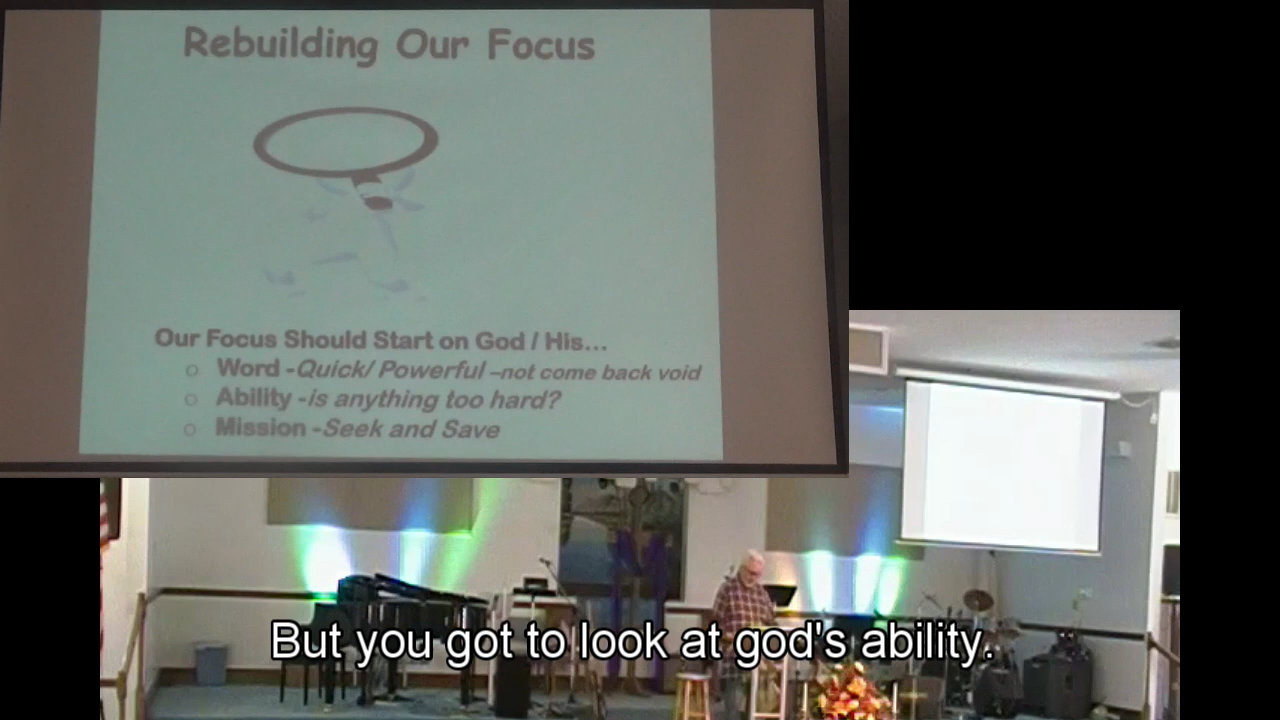 Rebuilding Our Focus
Our Focus Should Start on God / His...
o Word -Quick/ Powerful –not come back void
o Ability -is anything too hard?
o Mission -Seek and Save
But you got to look at god's ability.